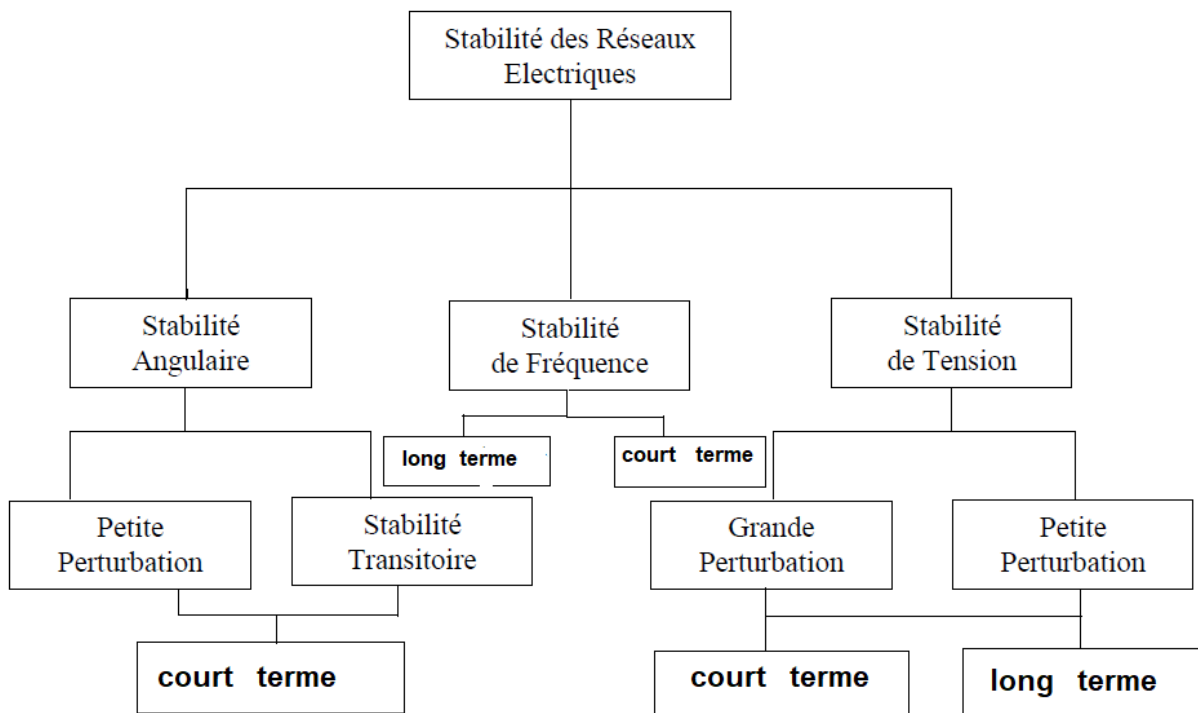 Stabilité des Réseaux
Electriques
Stabilité
Angulaire
Stabilité
de Fréquence
Stabilité
de Tension
long terme
court terme
Petite
Perturbation
Stabilité
Transitoire
Grande
Perturbation
Petite
Perturbation
court terme
court terme
long terme